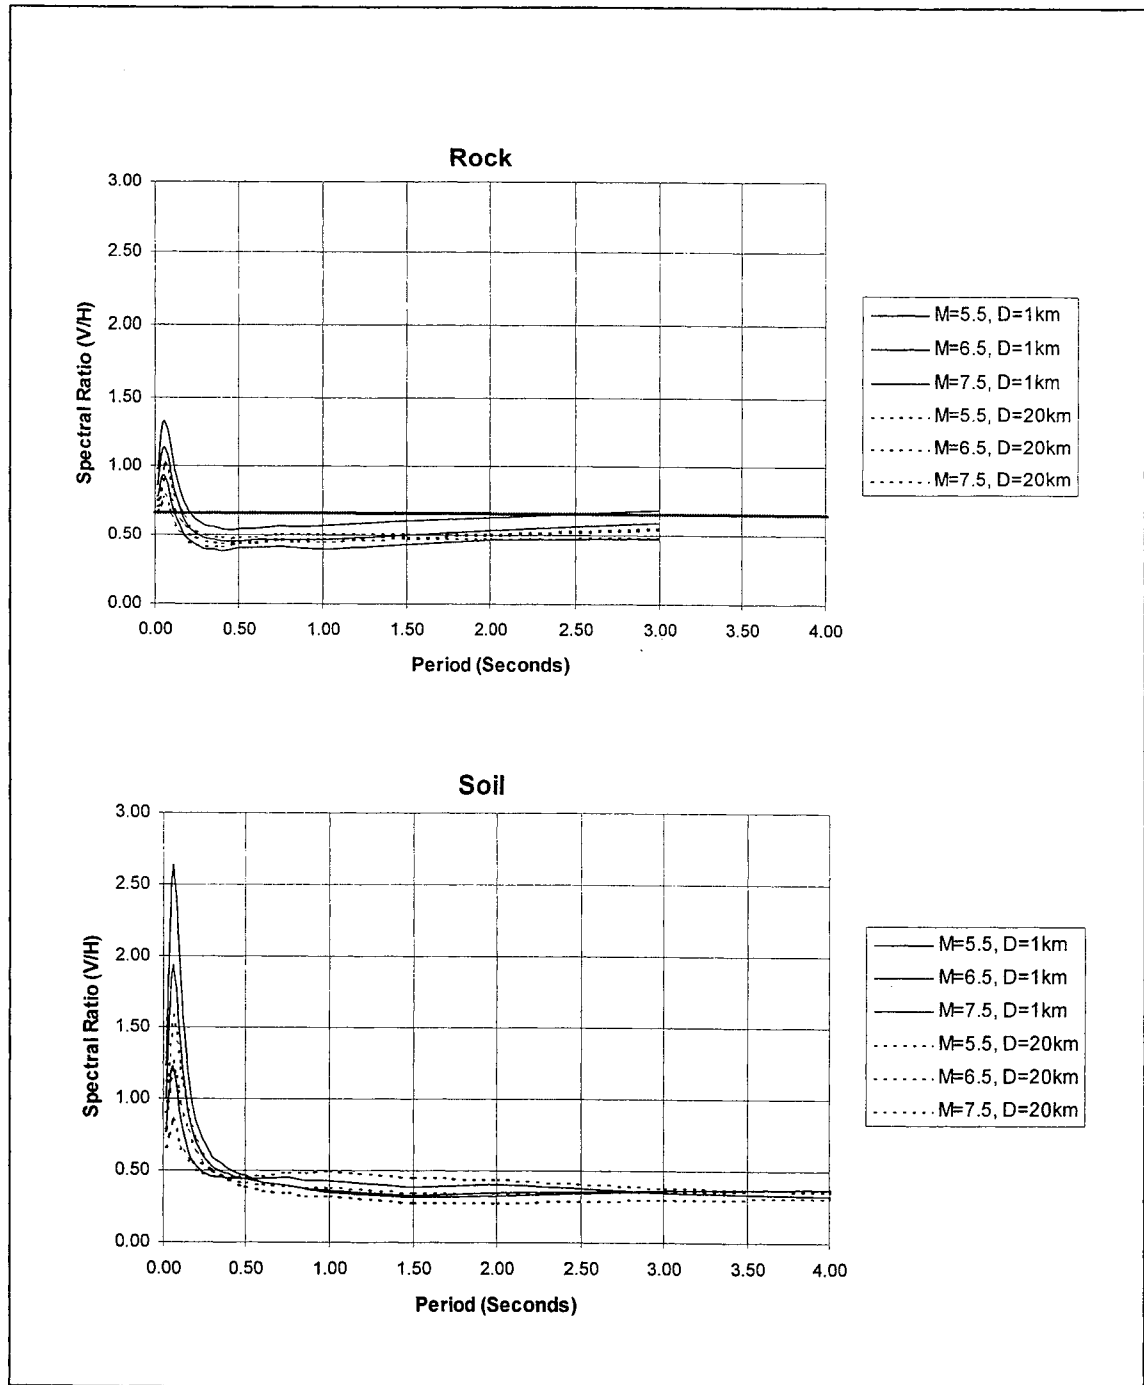 Rock
3.00
2.50
2.00
1.50
1.00
0.50
0.00
Spectral Ratio (V/H)
0.00 0.50 1.00 1.50 2.00 2.50 3.00 3.50 4.00
Period (Seconds)
M=5.5, D=1km
M=6.5, D=1km
M=7.5, D=1km
M=5.5, D=20km
M=6.5, D=20km
M=7.5, D=20km
Soil
3.00
2.50
2.00
1.50
1.00
0.50
0.00
Spectral Ratio (V/H)
0.00 0.50 1.00 1.50 2.00 2.50 3.00 3.50 4.00
Period (Seconds)
M=5.5, D=1km
M=6.5, D=1km
M=7.5, D=1km
M=5.5, D=20km
M=6.5, D=20km
M=7.5, D=20km